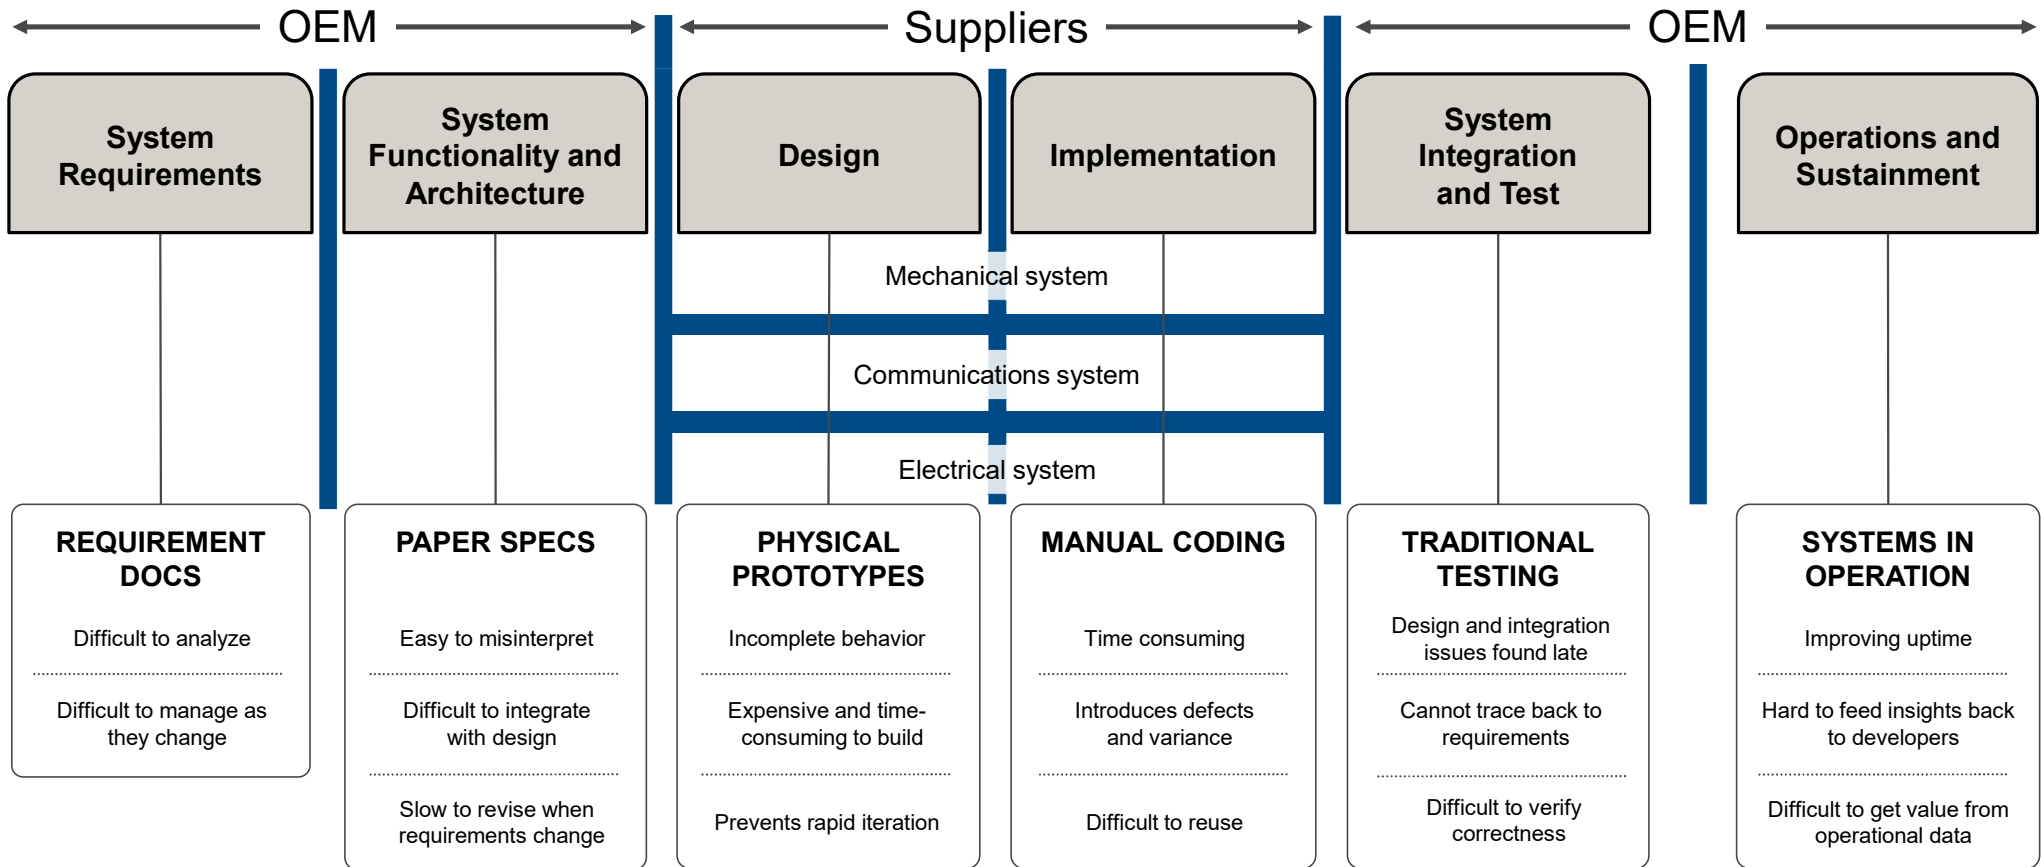 OEM
Suppliers
OEM
System
Requirements
System
Functionality and
Architecture
Design
Implementation
System
Integration
and Test
Operations and
Sustainment
Mechanical system
Communications system
Electrical system
REQUIREMENT
DOCS
Difficult to analyze
Difficult to manage as
they change
PAPER SPECS
Easy to misinterpret
Difficult to integrate
with design
Slow to revise when
requirements change
PHYSICAL
PROTOTYPES
Incomplete behavior
Expensive and time-
consuming to build
Prevents rapid iteration
MANUAL CODING
Time consuming
Introduces defects
and variance
Difficult to reuse
TRADITIONAL
TESTING
Design and integration
issues found late
Cannot trace back to
requirements
Difficult to verify
correctness
SYSTEMS IN
OPERATION
Improving uptime
Hard to feed insights back
to developers
Difficult to get value from
operational data